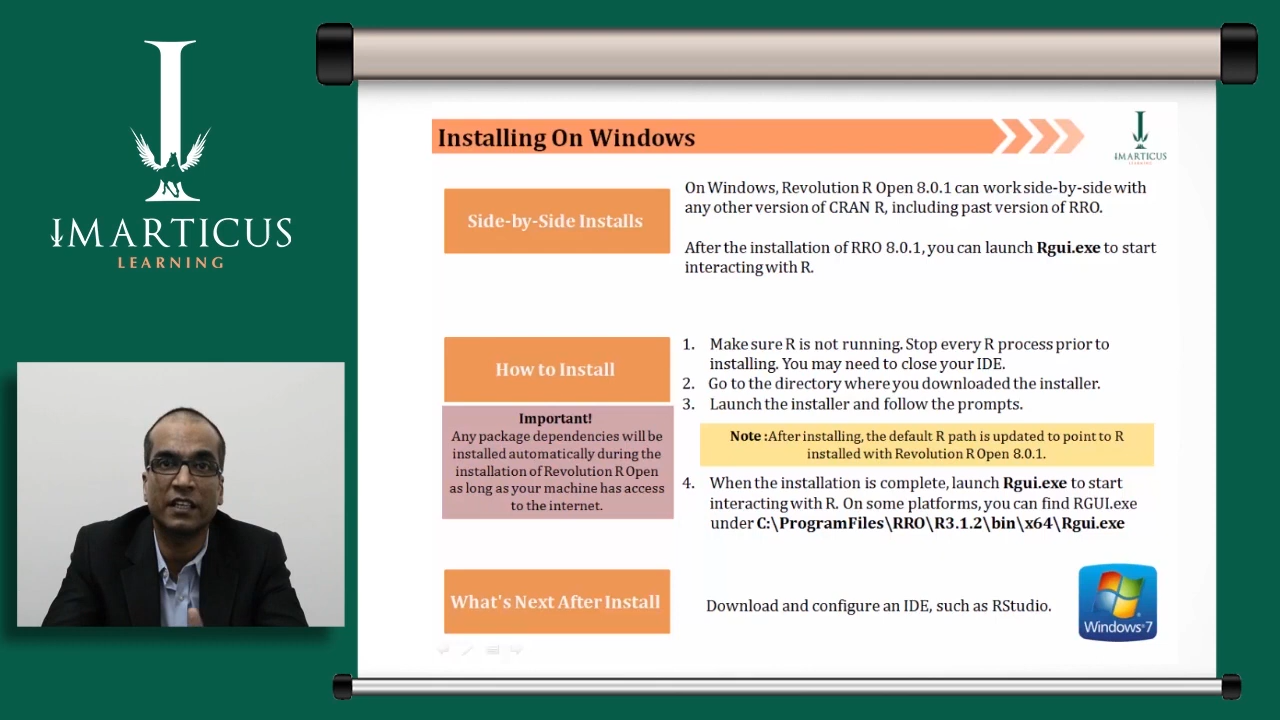 IMARTICUS
LEARNING
Installing On Windows
IMARTICUS
LEARNING
Side-by-Side Installs
On Windows, Revolution R Open 8.0.1 can work side-by-side with
any other version of CRAN R, including past version of RRO.
After the installation of RRO 8.0.1, you can launch Rgui.exe to start
interacting with R.
How to Install
1. Make sure R is not running. Stop every R process prior to
installing. You may need to close your IDE.
2. Go to the directory where you downloaded the installer.
3. Launch the installer and follow the prompts.
Important!
Any package dependencies will be
installed automatically during the
installation of Revolution R Open
as long as your machine has access
to the internet.
Note :After installing, the default R path is updated to point to R
installed with Revolution R Open 8.0.1.
4. When the installation is complete, launch Rgui.exe to start
interacting with R. On some platforms, you can find RGUI.exe
under C:\ProgramFiles\RRO\R3.1.2\bin\x64\Rgui.exe
What's Next After Install
Download and configure an IDE, such as RStudio.
Windows 7